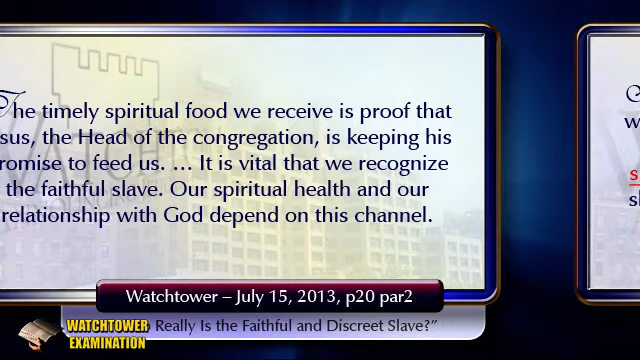 The timely spiritual food we receive is proof that
sus, the Head of the congregation, is keeping his
romise to feed us. … It is vital that we recognize
the faithful slave. Our spiritual health and our
relationship with God depend on this channel.
Watchtower – July 15, 2013, p20 par2
Really Is the Faithful and Discreet Slave?”
WATCHTOWER
EXAMINATION